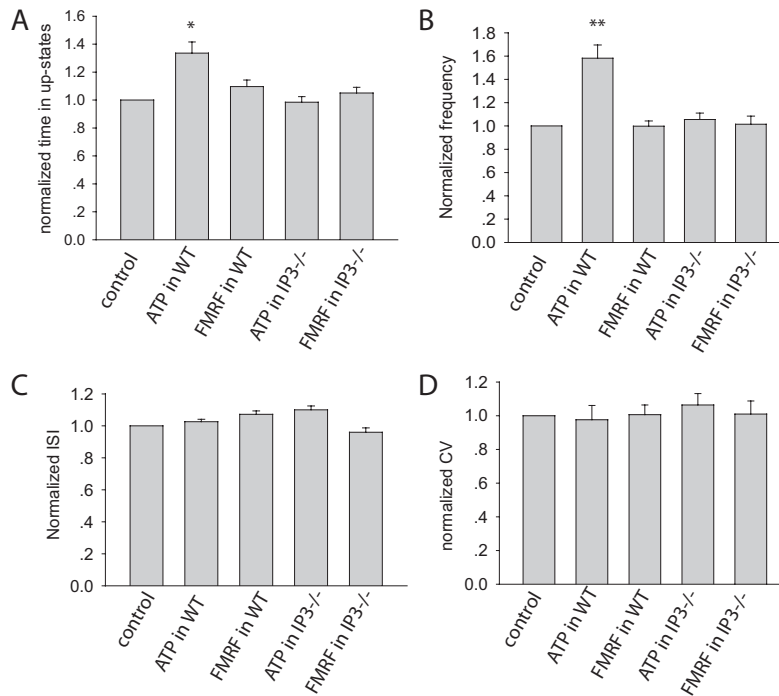 A
normalized time in up-states
1.6
1.4
1.2
1.0
.8
.6
.4
.2
0.0
*
control
ATP in WT
FMRF in WT
ATP in IP3-/-
FMRF in IP3-/-
B
Normalized frequency
1.8
1.6
1.4
1.2
1.0
.8
.6
.4
.2
0.0
**
control
ATP in WT
FMRF in WT
ATP in IP3-/-
FMRF in IP3-/-
C
Normalized ISI
1.2
1.0
.8
.6
.4
.2
0.0
control
ATP in WT
FMRF in WT
ATP in IP3-/-
FMRF in IP3-/-
D
normalized CV
1.2
1.0
.8
.6
.4
.2
0.0
control
ATP in WT
FMRF in WT
ATP in IP3-/-
FMRF in IP3-/-